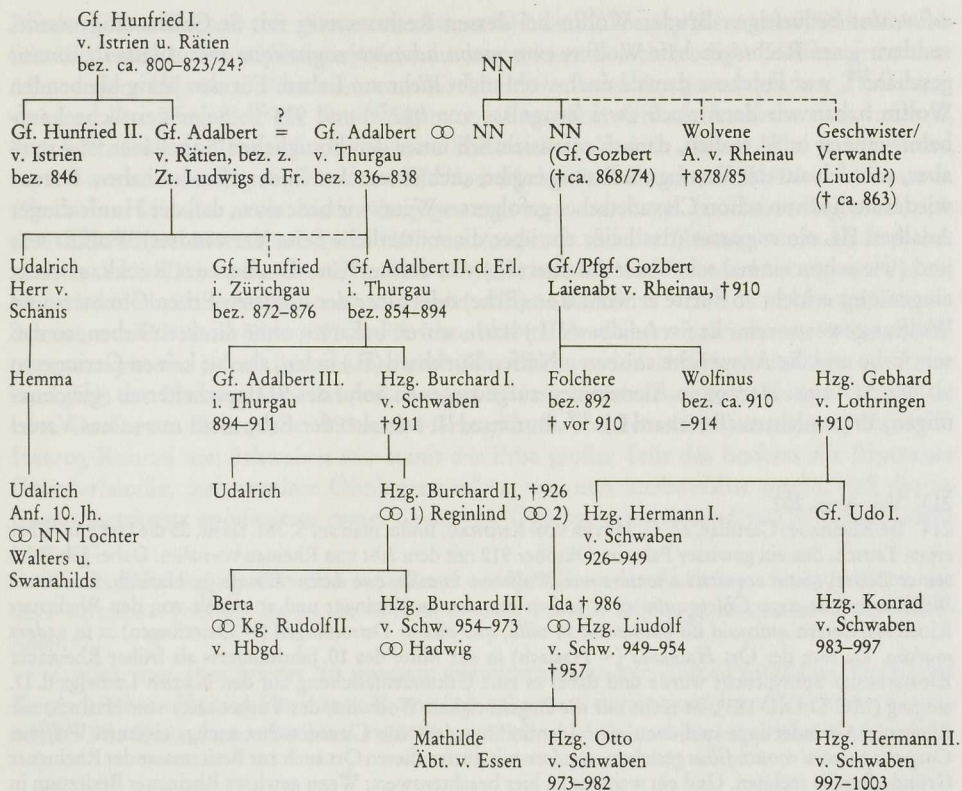 Gf. Hunfried I.
v. Istrien u. Rätien
bez. ca. 800–823/24?
NN
Gf. Hunfried II.
v. Istrien
bez. 846
Gf. Adalbert =
v. Rätien, bez. z.
Zt. Ludwigs d. Fr.
Gf. Adalbert
v. Thurgau
bez. 836–838
∞ NN
NN
(Gf. Gozbert)
(† ca. 868/74)
Wolvene
A. v. Rheinau
† 878/85
Geschwister/
Verwandte
(Liutold?)
(† ca. 863)
Udalrich
Herr v.
Schänis
Gf. Hunfried
i. Zürichgau
bez. 872–876
Gf. Adalbert II. d. Erl.
i. Thurgau
bez. 854–894
Gf./Pfgf. Gozbert
Laienabt v. Rheinau, † 910
Hemma
Gf. Adalbert III.
i. Thurgau
894–911
Hzg. Burchard I.
v. Schwaben
† 911
Folchere
bez. 892
† vor 910
Wolfinus
bez. a. 910
–914
Hzg. Gebhard
v. Lothringen
† 910
Udalrich
Anf. 10. Jh.
∞ NN Tochter
Walters u.
Swanahilds
Udalrich
Hzg. Burchard II, † 926
∞ 1) Reginlind ∞ 2)
Hzg. Hermann I.
v. Schwaben
926–949
Gf. Udo I.
Berta
∞ Kg. Rudolf II.
v. Hbgd.
Hzg. Burchard III.
v. Schw. 954–973
∞ Hadwig
Ida † 986
∞ Hzg. Liudolf
v. Schw. 949–954
† 957
Hzg. Konrad
v. Schwaben
983–997
Mathilde
Äbt. v. Essen
Hzg. Otto
v. Schwaben
973–982
Hzg. Hermann II.
v. Schwaben
997–1003